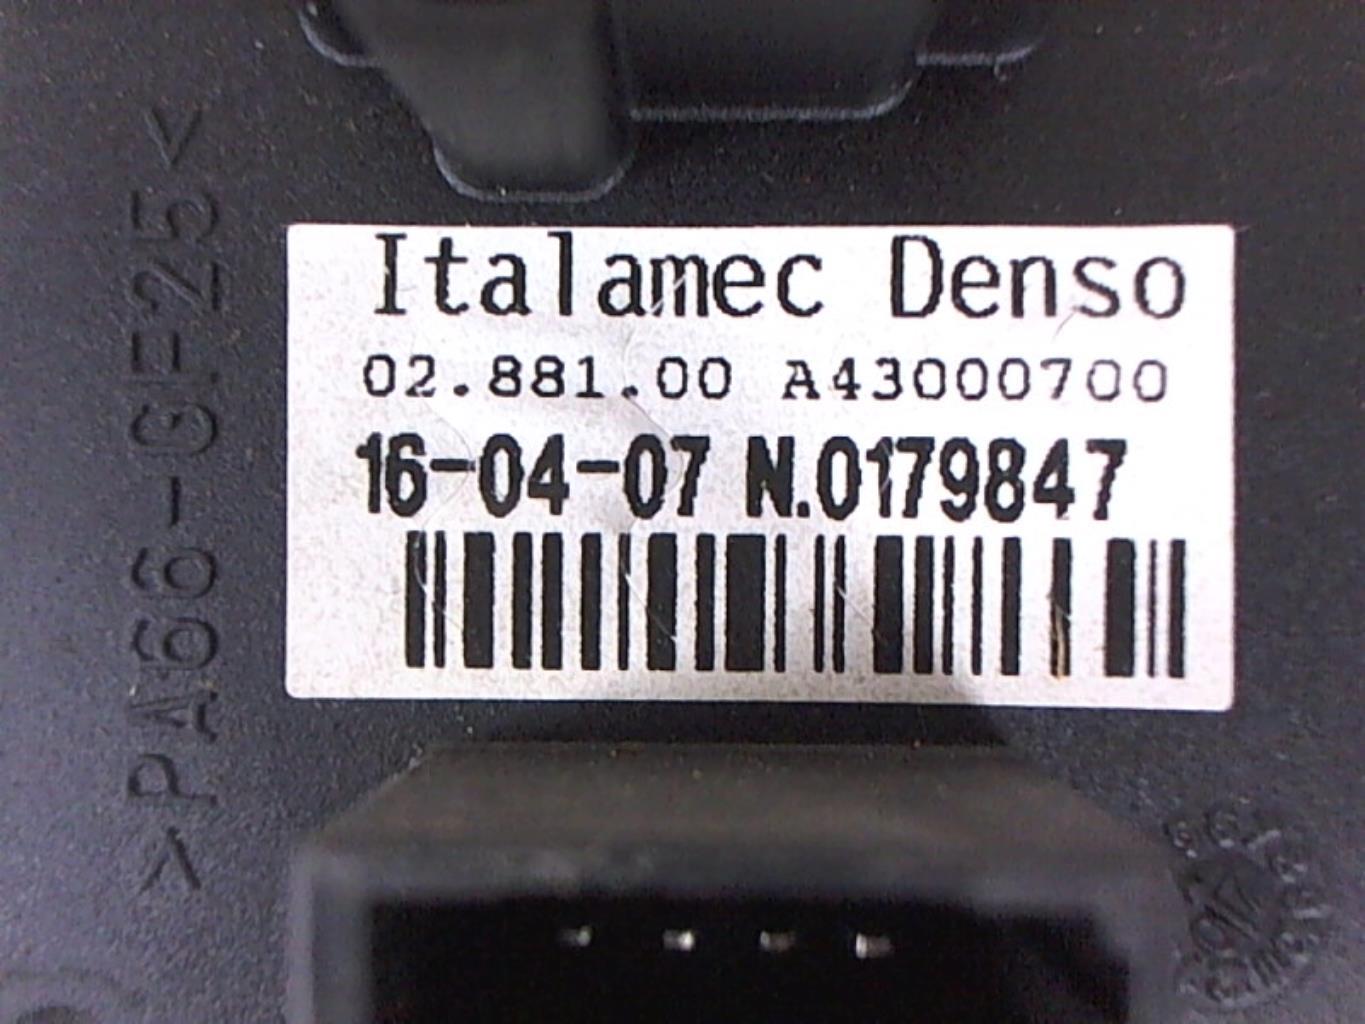 Italamec Denso
02.881.00 A43000700
16-04-07 N.0179847
>PA66-GF25<